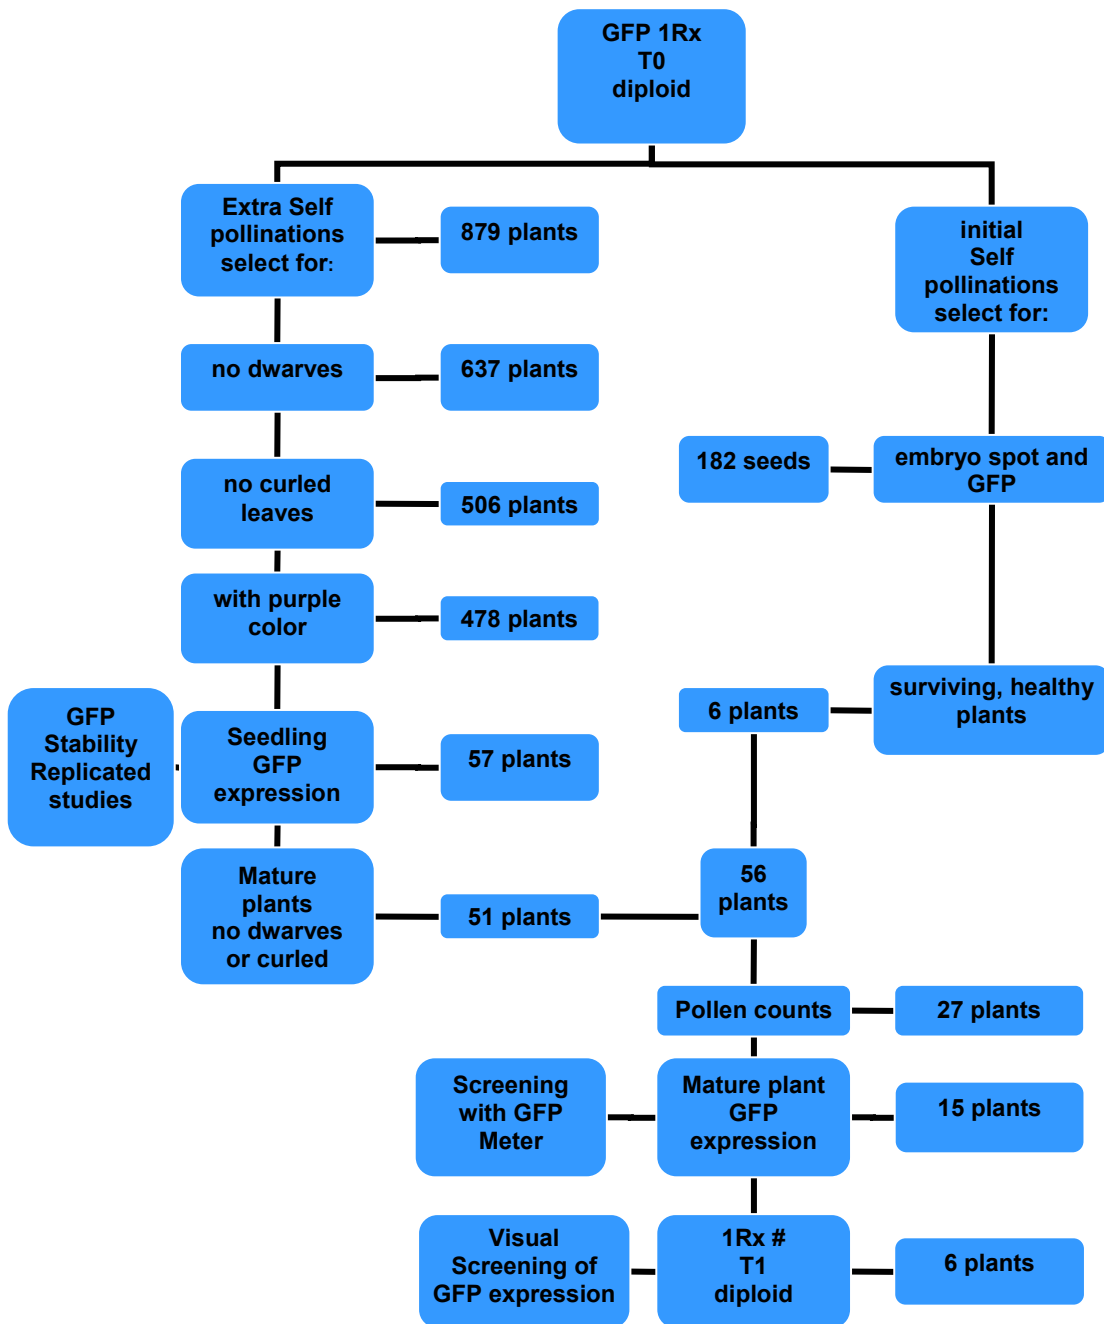 GFP 1Rx
T0
diploid
Extra Self
pollinations
select for:
879 plants
initial
Self
pollinations
select for:
no dwarves
637 plants
182 seeds
embryo spot and
GFP
no curled
leaves
506 plants
with purple
color
478 plants
6 plants
surviving, healthy
plants
GFP
Stability
Replicated
studies
Seedling
GFP
expression
57 plants
Mature
plants
no dwarves
or curled
51 plants
56
plants
Pollen counts
27 plants
Screening
with GFP
Meter
Mature plant
GFP
expression
15 plants
Visual
Screening of
GFP expression
1Rx #
T1
diploid
6 plants